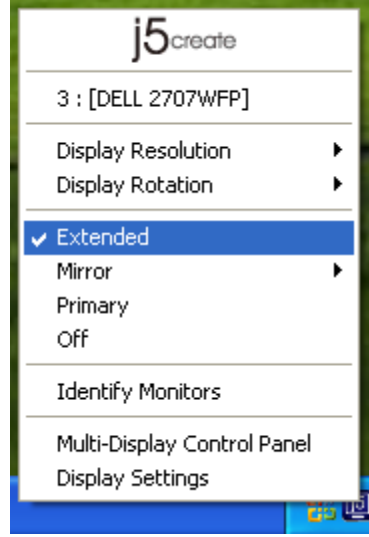 j5create
3 : [DELL 2707WFP]
Display Resolution
Display Rotation
Extended
Mirror
Primary
Off
Identify Monitors
Multi-Display Control Panel
Display Settings